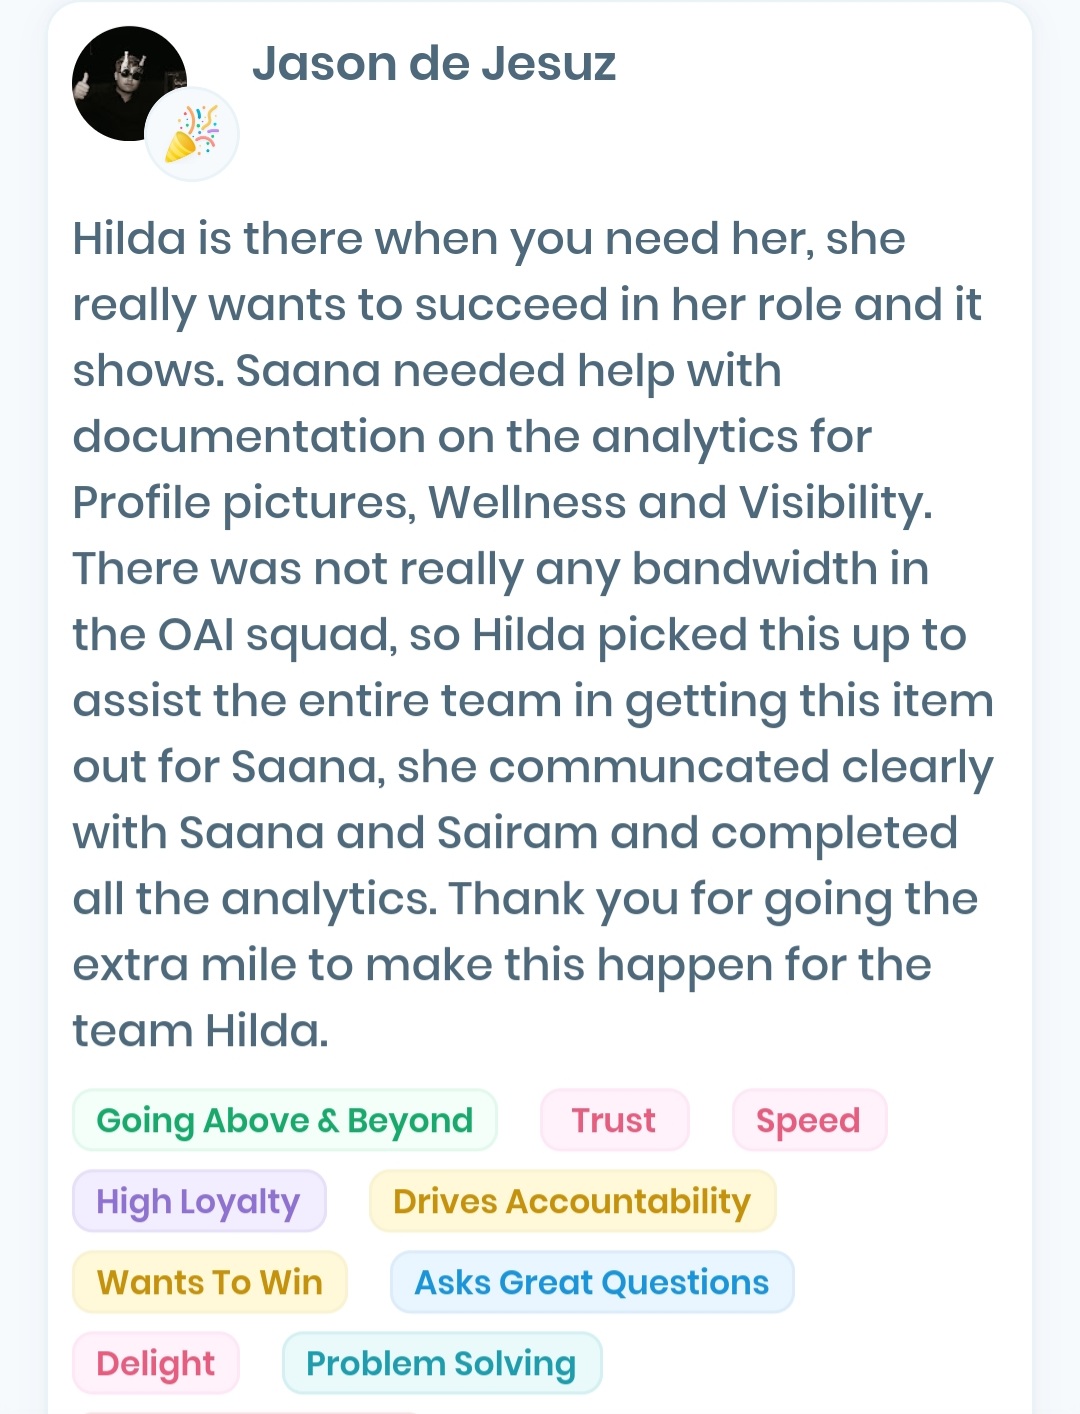 Jason de Jesuz
Hilda is there when you need her, she
really wants to succeed in her role and it
shows. Saana needed help with
documentation on the analytics for
Profile pictures, Wellness and Visibility.
There was not really any bandwidth in
the OAI squad, so Hilda picked this up to
assist the entire team in getting this item
out for Saana, she communcated clearly
with Saana and Sairam and completed
all the analytics. Thank you for going the
extra mile to make this happen for the
team Hilda.
Going Above & Beyond Trust Speed
High Loyalty Drives Accountability
Wants To Win Asks Great Questions
Delight Problem Solving